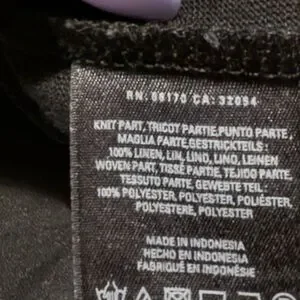 RN: 66170 CA: 32094
KNIT PART, TRICOT PARTIE, PUNTO PARTE,
MAGLIA PARTE, GESTRICKTEILS :
100% LINEN, LIN, LINO, LINO, LEINEN
WOVEN PART, TISSÉ PARTIE, TEJIDO PARTE,
TESSUTO PARTE, GEWEBTE TEIL :
100% POLYESTER, POLYESTER, POLIÉSTER,
POLYESTERE, POLYESTER
MADE IN INDONESIA
HECHO EN INDONESIA
FABRIQUÉ EN INDONÉSIE